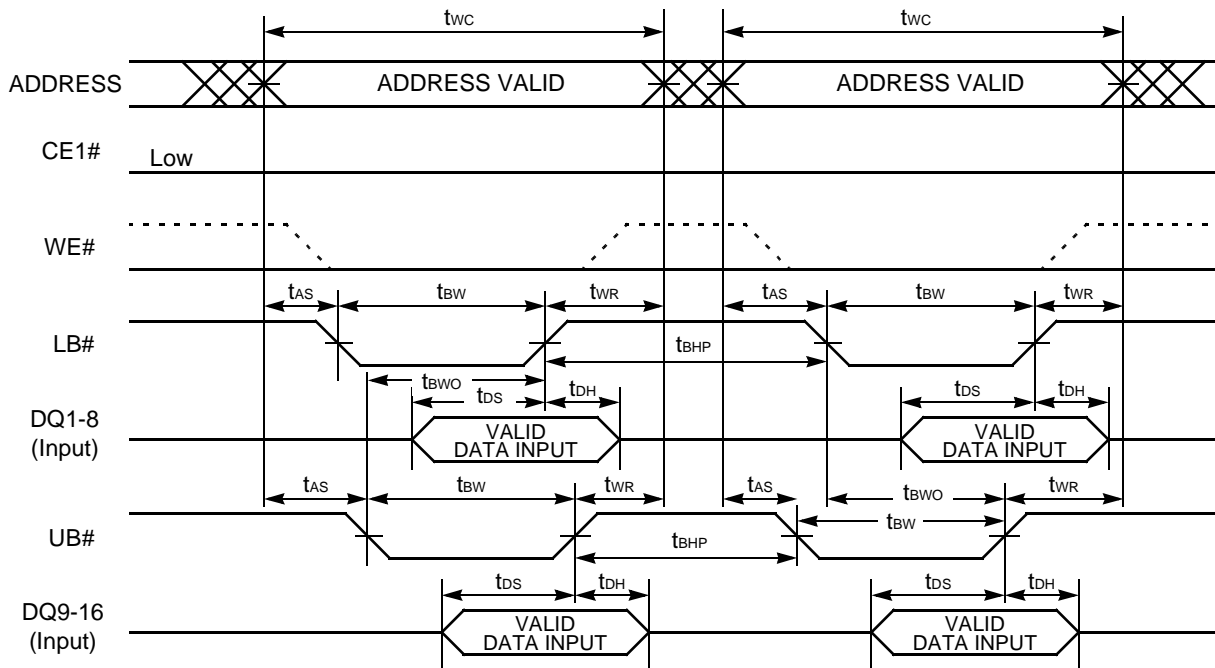 tWC tWC
ADDRESS ADDRESS VALID ADDRESS VALID
CE1# Low
WE#
tAS tBW tWR tAS tBW tWR
LB#
tBHP
tBWO
tDS tDH tDS tDH
DQ1-8
(Input)
VALID
DATA INPUT
VALID
DATA INPUT
tAS tBW tWR tAS tBWO tWR
tBW
UB#
tBHP
tDS tDH tDS tDH
DQ9-16
(Input)
VALID
DATA INPUT
VALID
DATA INPUT